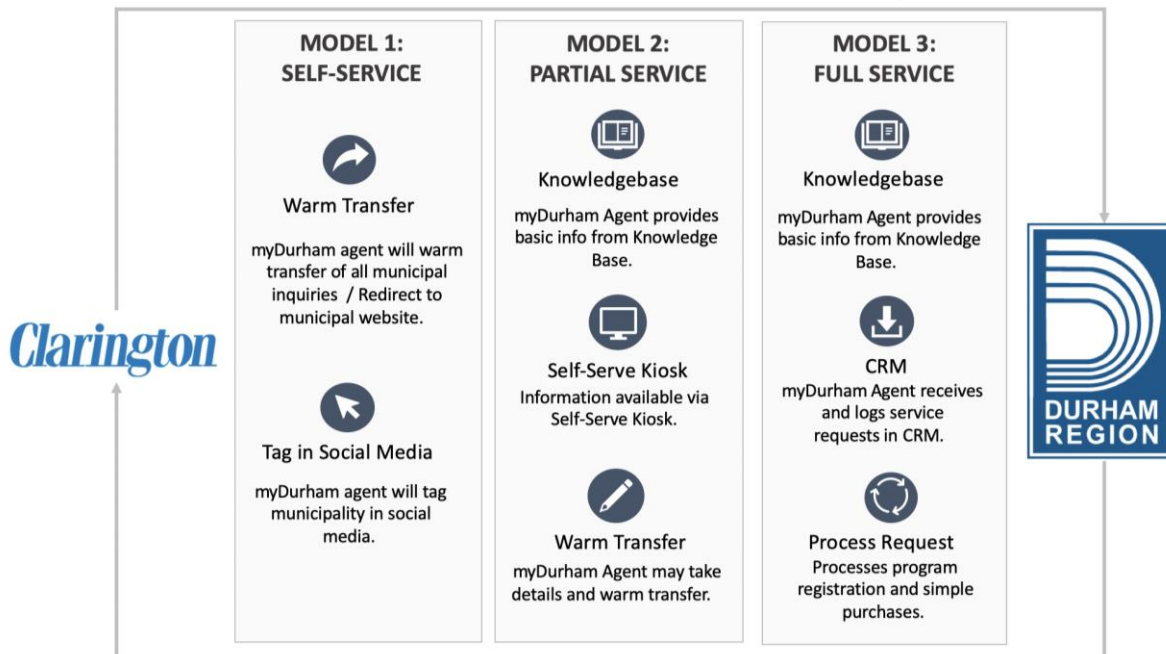 MODEL 1:
SELF-SERVICE
Warm Transfer
myDurham agent will warm
transfer of all municipal
inquiries / Redirect to
municipal website.
Tag in Social Media
myDurham agent will tag
municipality in social
media.
MODEL 2:
PARTIAL SERVICE
Knowledgebase
myDurham Agent provides
basic info from Knowledge
Base.
Self-Serve Kiosk
Information available via
Self-Serve Kiosk.
Warm Transfer
myDurham Agent may take
details and warm transfer.
MODEL 3:
FULL SERVICE
Knowledgebase
myDurham Agent provides
basic info from Knowledge
Base.
CRM
myDurham Agent receives
and logs service
requests in CRM.
Process Request
Processes program
registration and simple
purchases.
Clarington
DURHAM
REGION